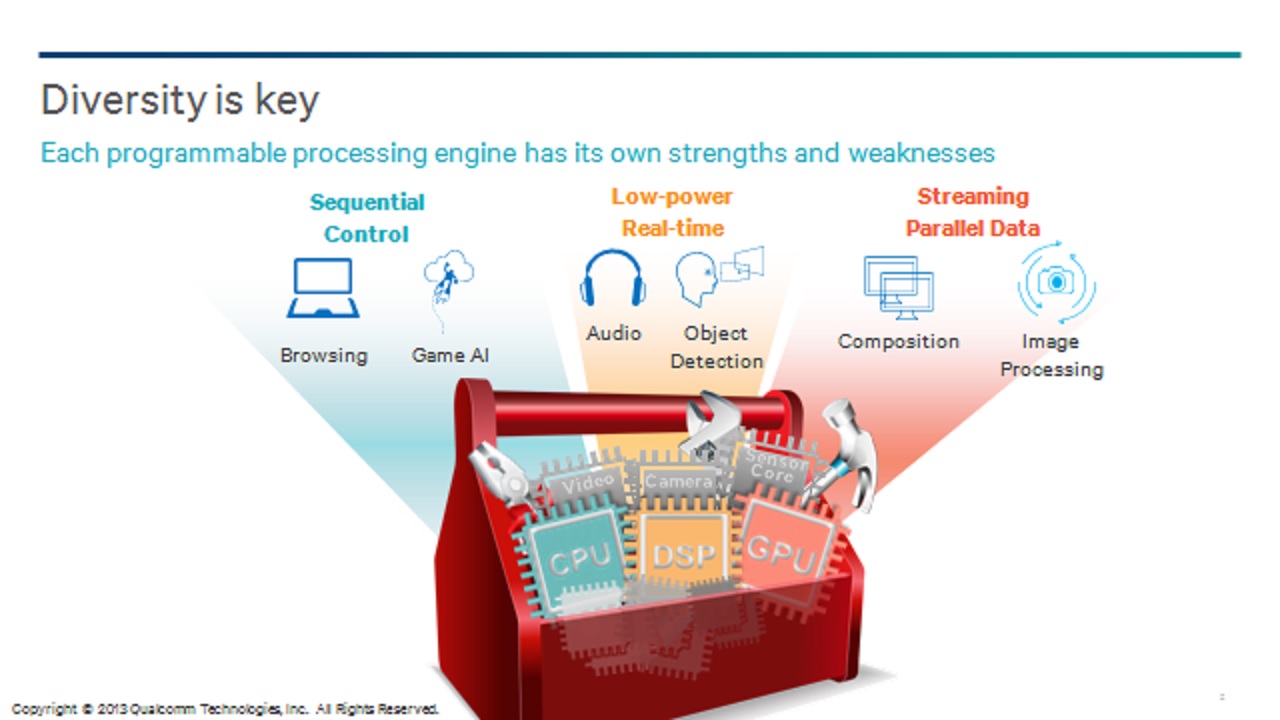 Diversity is key
Each programmable processing engine has its own strengths and weaknesses
Sequential
Control
Low-power
Real-time
Streaming
Parallel Data
Browsing
Game AI
Audio
Object
Detection
Composition
Image
Processing
Video
Camera
Sensor
Core
CPU
DSP
GPU
Copyright © 2013 Qualcomm Technologies, Inc. All Rights Reserved.